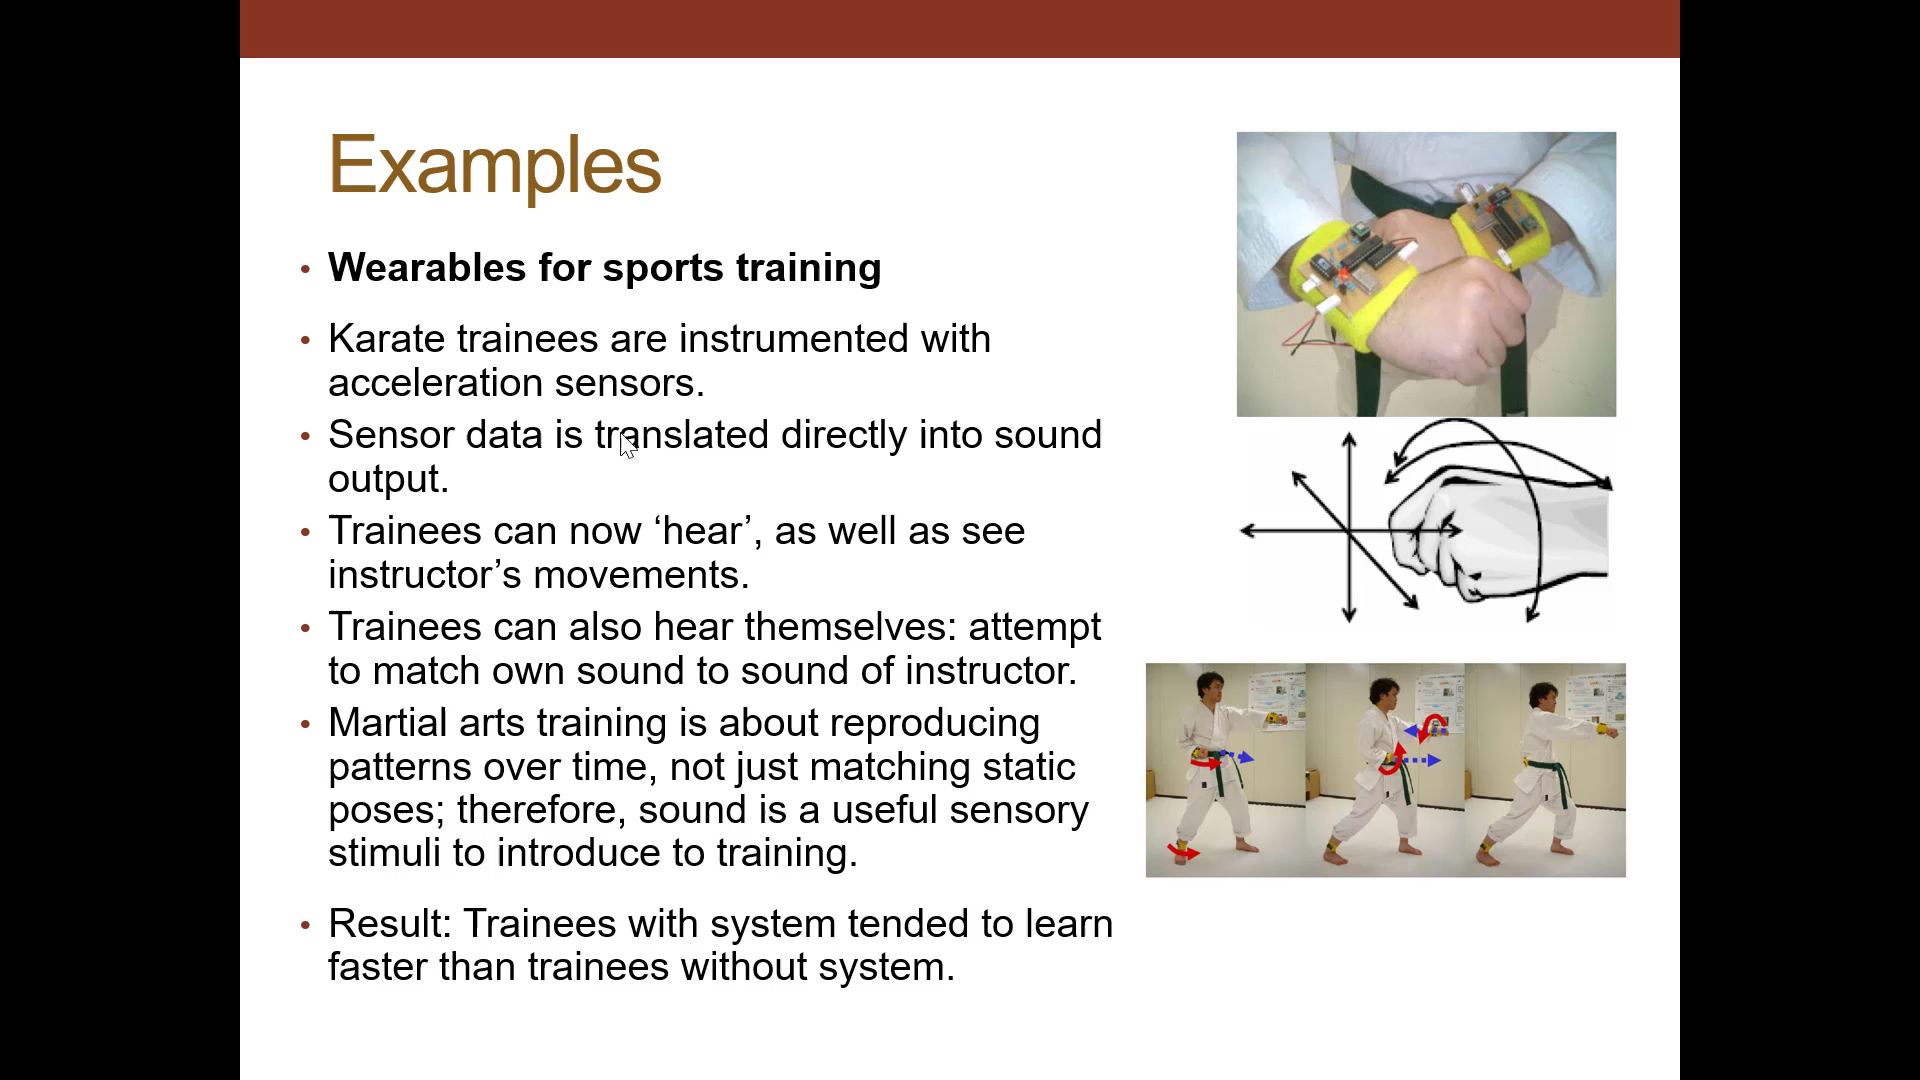 Examples
• Wearables for sports training
• Karate trainees are instrumented with
acceleration sensors.
• Sensor data is translated directly into sound
output.
• Trainees can now ‘hear’, as well as see
instructor’s movements.
• Trainees can also hear themselves: attempt
to match own sound to sound of instructor.
• Martial arts training is about reproducing
patterns over time, not just matching static
poses; therefore, sound is a useful sensory
stimuli to introduce to training.
• Result: Trainees with system tended to learn
faster than trainees without system.